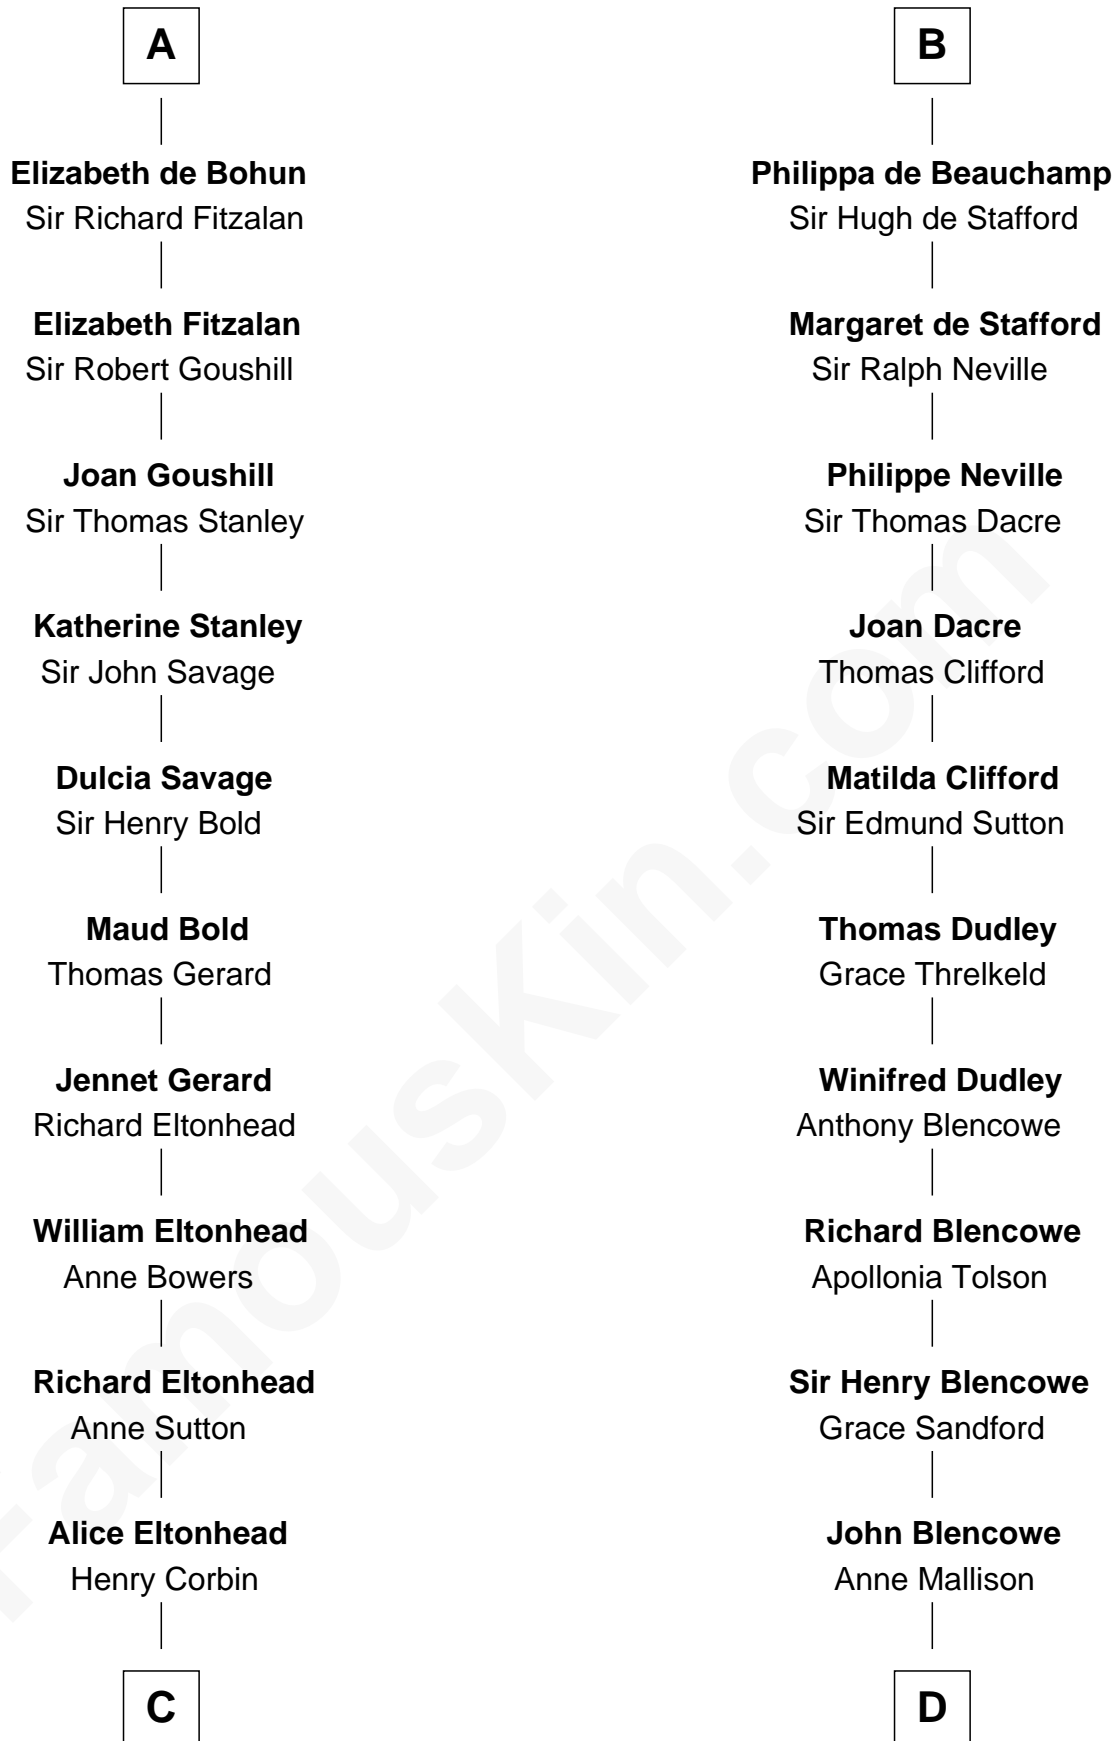 A
Elizabeth de Bohun
Sir Richard Fitzalan
Elizabeth Fitzalan
Sir Robert Goushill
Joan Goushill
Sir Thomas Stanley
Katherine Stanley
Sir John Savage
Dulcia Savage
Sir Henry Bold
Maud Bold
Thomas Gerard
Jennet Gerard
Richard Eltonhead
William Eltonhead
Anne Bowers
Richard Eltonhead
Anne Sutton
Alice Eltonhead
Henry Corbin
C
B
Philippa de Beauchamp
Sir Hugh de Stafford
Margaret de Stafford
Sir Ralph Neville
Philippe Neville
Sir Thomas Dacre
Joan Dacre
Thomas Clifford
Matilda Clifford
Sir Edmund Sutton
Thomas Dudley
Grace Threlkeld
Winifred Dudley
Anthony Blencowe
Richard Blencowe
Apollonia Tolson
Sir Henry Blencowe
Grace Sandford
John Blencowe
Anne Mallison
D
FamousKin.com